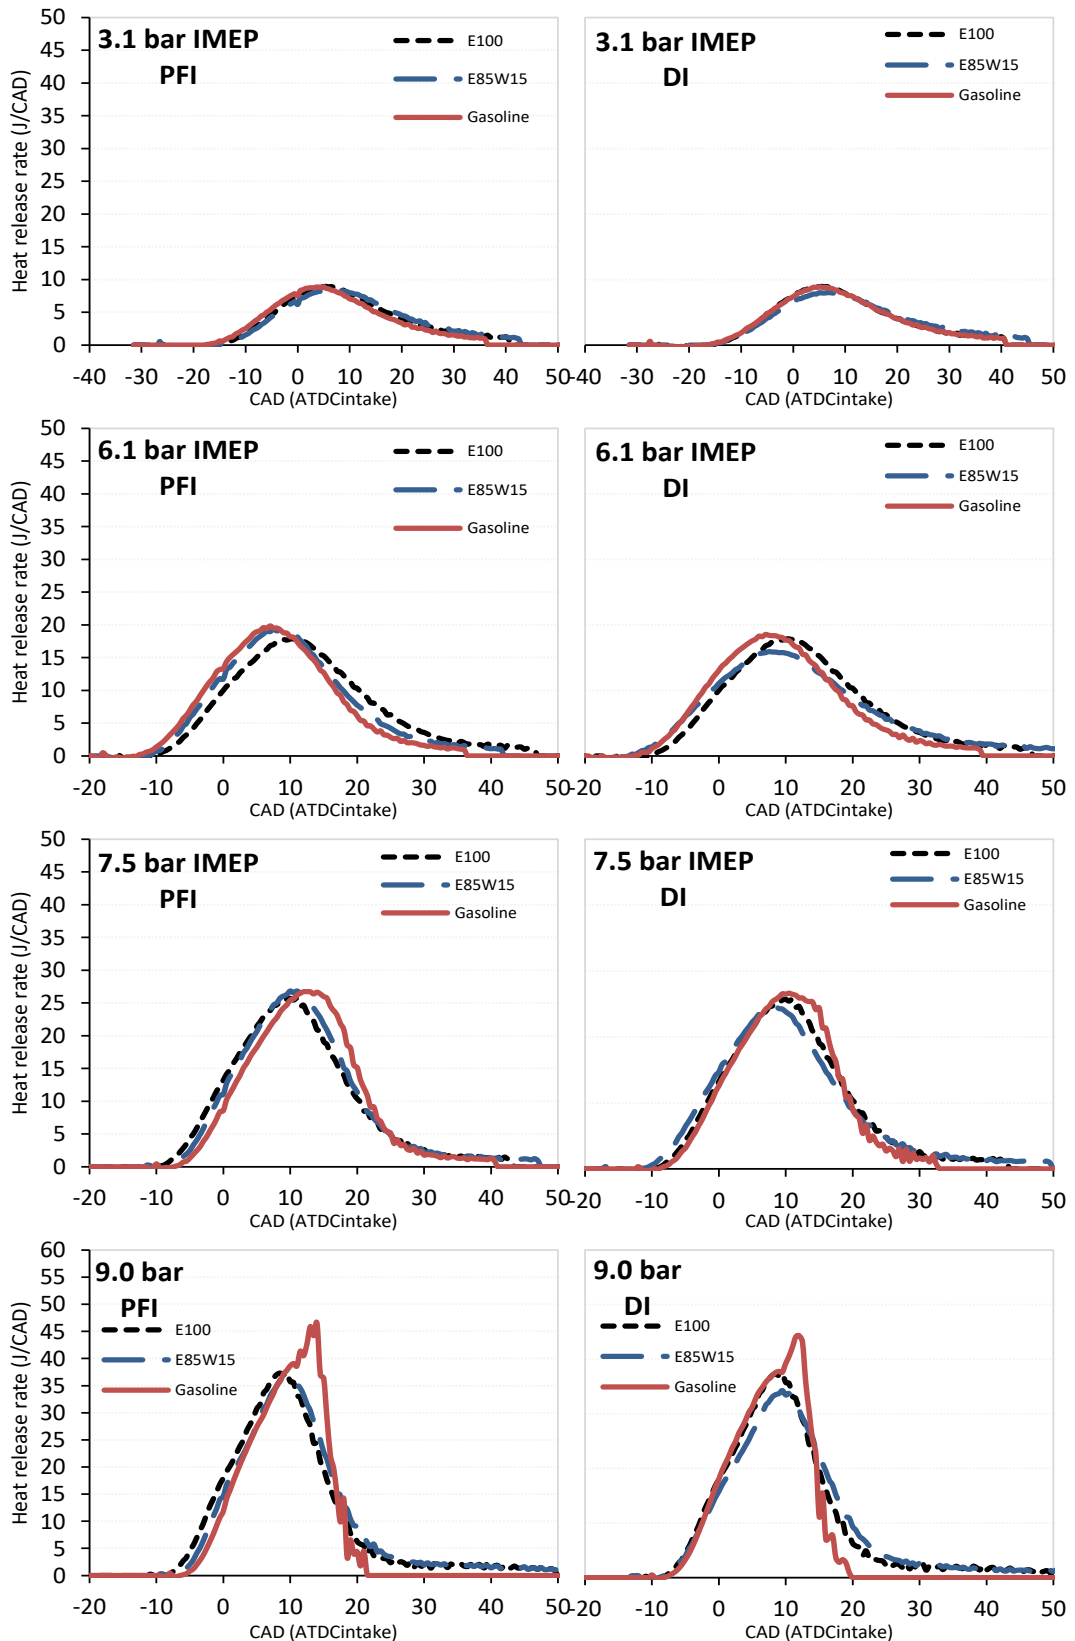 3.1 bar IMEP
PFI
E100
E85W15
Gasoline
Heat release rate (J/CAD)
50
45
40
35
30
25
20
15
10
5
0
-40 -30 -20 -10 0 10 20 30 40 50
CAD (ATDCintake)
3.1 bar IMEP
DI
E100
E85W15
Gasoline
-40 -30 -20 -10 0 10 20 30 40 50
CAD (ATDCintake)
6.1 bar IMEP
PFI
E100
E85W15
Gasoline
Heat release rate (J/CAD)
50
45
40
35
30
25
20
15
10
5
0
-20 -10 0 10 20 30 40 50
CAD (ATDCintake)
6.1 bar IMEP
DI
E100
E85W15
Gasoline
-20 -10 0 10 20 30 40 50
CAD (ATDCintake)
7.5 bar IMEP
PFI
E100
E85W15
Gasoline
Heat release rate (J/CAD)
50
45
40
35
30
25
20
15
10
5
0
-20 -10 0 10 20 30 40 50
CAD (ATDCintake)
7.5 bar IMEP
DI
E100
E85W15
Gasoline
-20 -10 0 10 20 30 40 50
CAD (ATDCintake)
9.0 bar
PFI
E100
E85W15
Gasoline
Heat release rate (J/CAD)
60
55
50
45
40
35
30
25
20
15
10
5
0
-20 -10 0 10 20 30 40 50
CAD (ATDCintake)
9.0 bar
DI
E100
E85W15
Gasoline
-20 -10 0 10 20 30 40 50
CAD (ATDCintake)